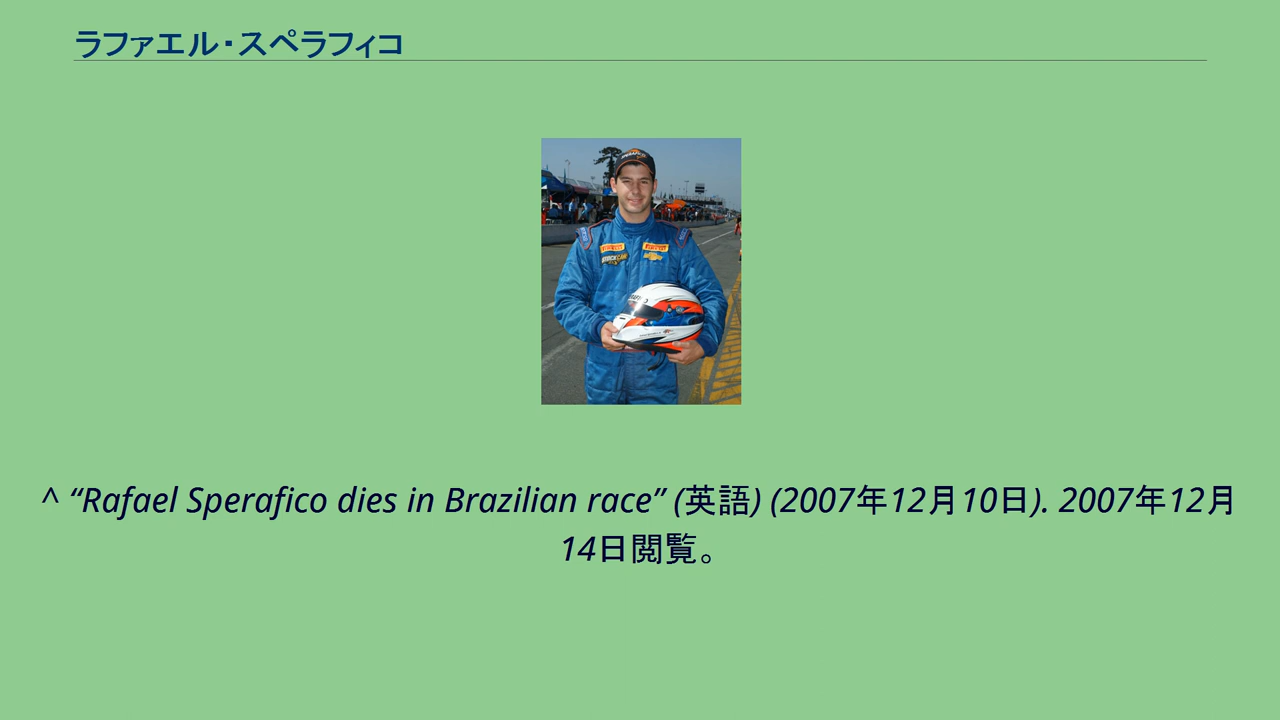 ラファエル・スペラフィコ
^ “Rafael Sperafico dies in Brazilian race” (英語) (2007年12月10日). 2007年12月
14日閲覧。